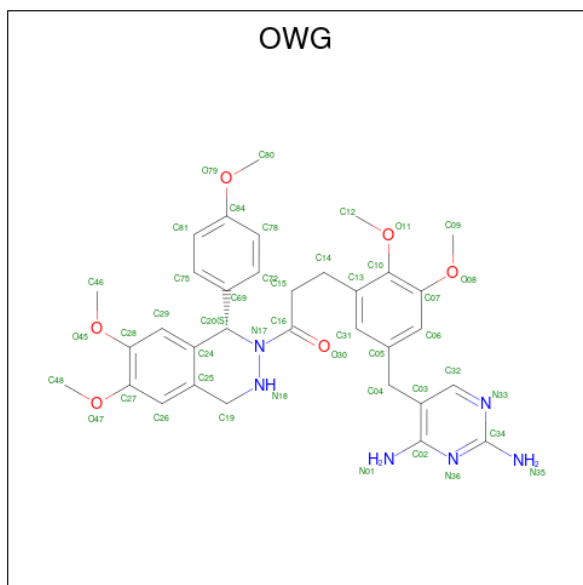 OWG
C80
O79
C84
C81 C78
C12 C09
O11
C75 C72
C14
C10 O08
C13
C46 C69 C15 C07
C29 C20(S) N17 C16
C31 C06
O45 C28 C24 O30 C05
C48 C25 NH C32
C27 N18 C04 C03
O47 C26 C19 N
N33
C34
H₂N C02 N NH₂
N01 N36 N35